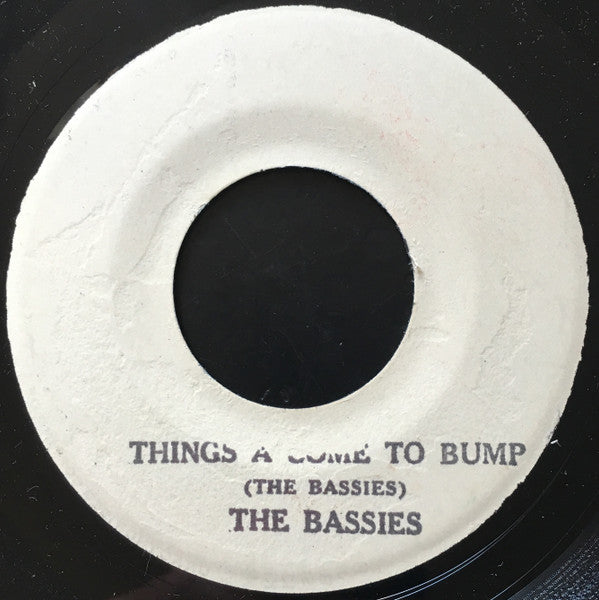 THINGS A COME TO BUMP
(THE BASSIES)
THE BASSIES